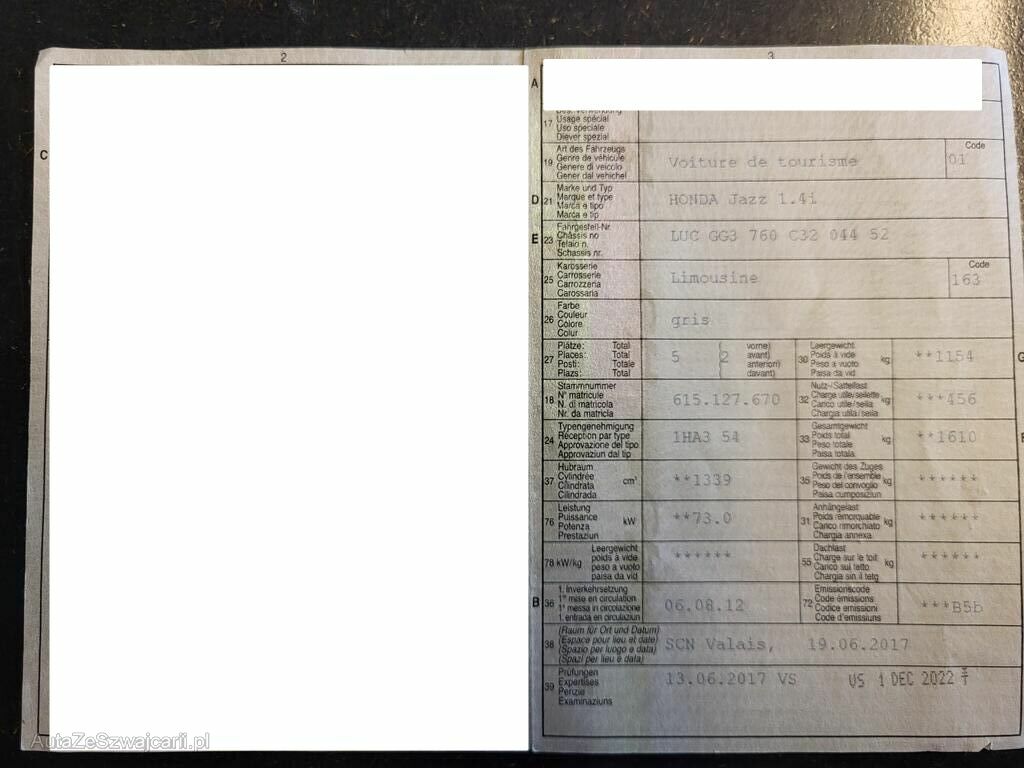 2
3
A
C
17 Bes. Verwendung
Usage spécial
Uso speciale
Diever spezial
19 Art des Fahrzeugs
Genre de véhicule
Genere di veicolo
Gener dal vehichel
Voiture de tourisme
Code
01
D 21 Marke und Typ
Marque et type
Marca e tipo
Marca e tip
HONDA Jazz 1.4i
E 23 Fahrgestell-Nr.
Châssis no
Telaio n.
Schassis nr.
LUC GG3 760 C32 044 52
25 Karosserie
Carrosserie
Carrozzeria
Carossaria
Limousine
Code
163
26 Farbe
Couleur
Colore
Colur
gris
27 Plätze: Total
Places: Total
Posti: Totale
Plazs: Total
5 (2 vorne)
avant)
anteriori)
davant)
30 Leergewicht
Poids à vide
Peso a vuoto
Paisa da vid
kg
**1154
G
18 Stammnummer
N° matricule
N. di matricola
Nr. da matricla
615.127.670
32 Nutz-/Sattellast
Charge utile/sellette
Carico utile/sella
Chargia utila/sella
kg
***456
24 Typengenehmigung
Réception par type
Approvazione del tipo
Approvaziun dal tip
1HA3 54
33 Gesamtgewicht
Poids total
Peso totale
Paisa totala
kg
**1610
37 Hubraum
Cylindrée
Cilindrata
Cilindrada
cm³
**1339
35 Gewicht des Zuges
Poids de l'ensemble
Peso del convoglio
Paisa cumposiziun
kg
******
76 Leistung
Puissance
Potenza
Prestaziun
kW
**73.0
31 Anhängelast
Poids remorquable
Carico rimorchiato
Chargia annexa
kg
******
78 kW/kg Leergewicht
poids à vide
peso a vuoto
paisa da vid
******
55 Dachlast
Charge sur le toit
Carico sul tetto
Chargia sin il tetg
kg
******
B 36 1. Inverkehrsetzung
1re mise en circulation
1a messa in circolazione
1. entrada en circulaziun
06.08.12
72 Emissionscode
Code émissions
Codice emissioni
Code d'emissiuns
***B5b
38 (Raum für Ort und Datum)
(Espace pour lieu et date)
(Spazio per luogo e data)
(Spazi per lieu e data)
SCN Valais, 19.06.2017
39 Prüfungen
Expertises
Perizie
Examinaziuns
13.06.2017 VS VS 1 DEC 2022
AutaZeSzwajcarii.pl